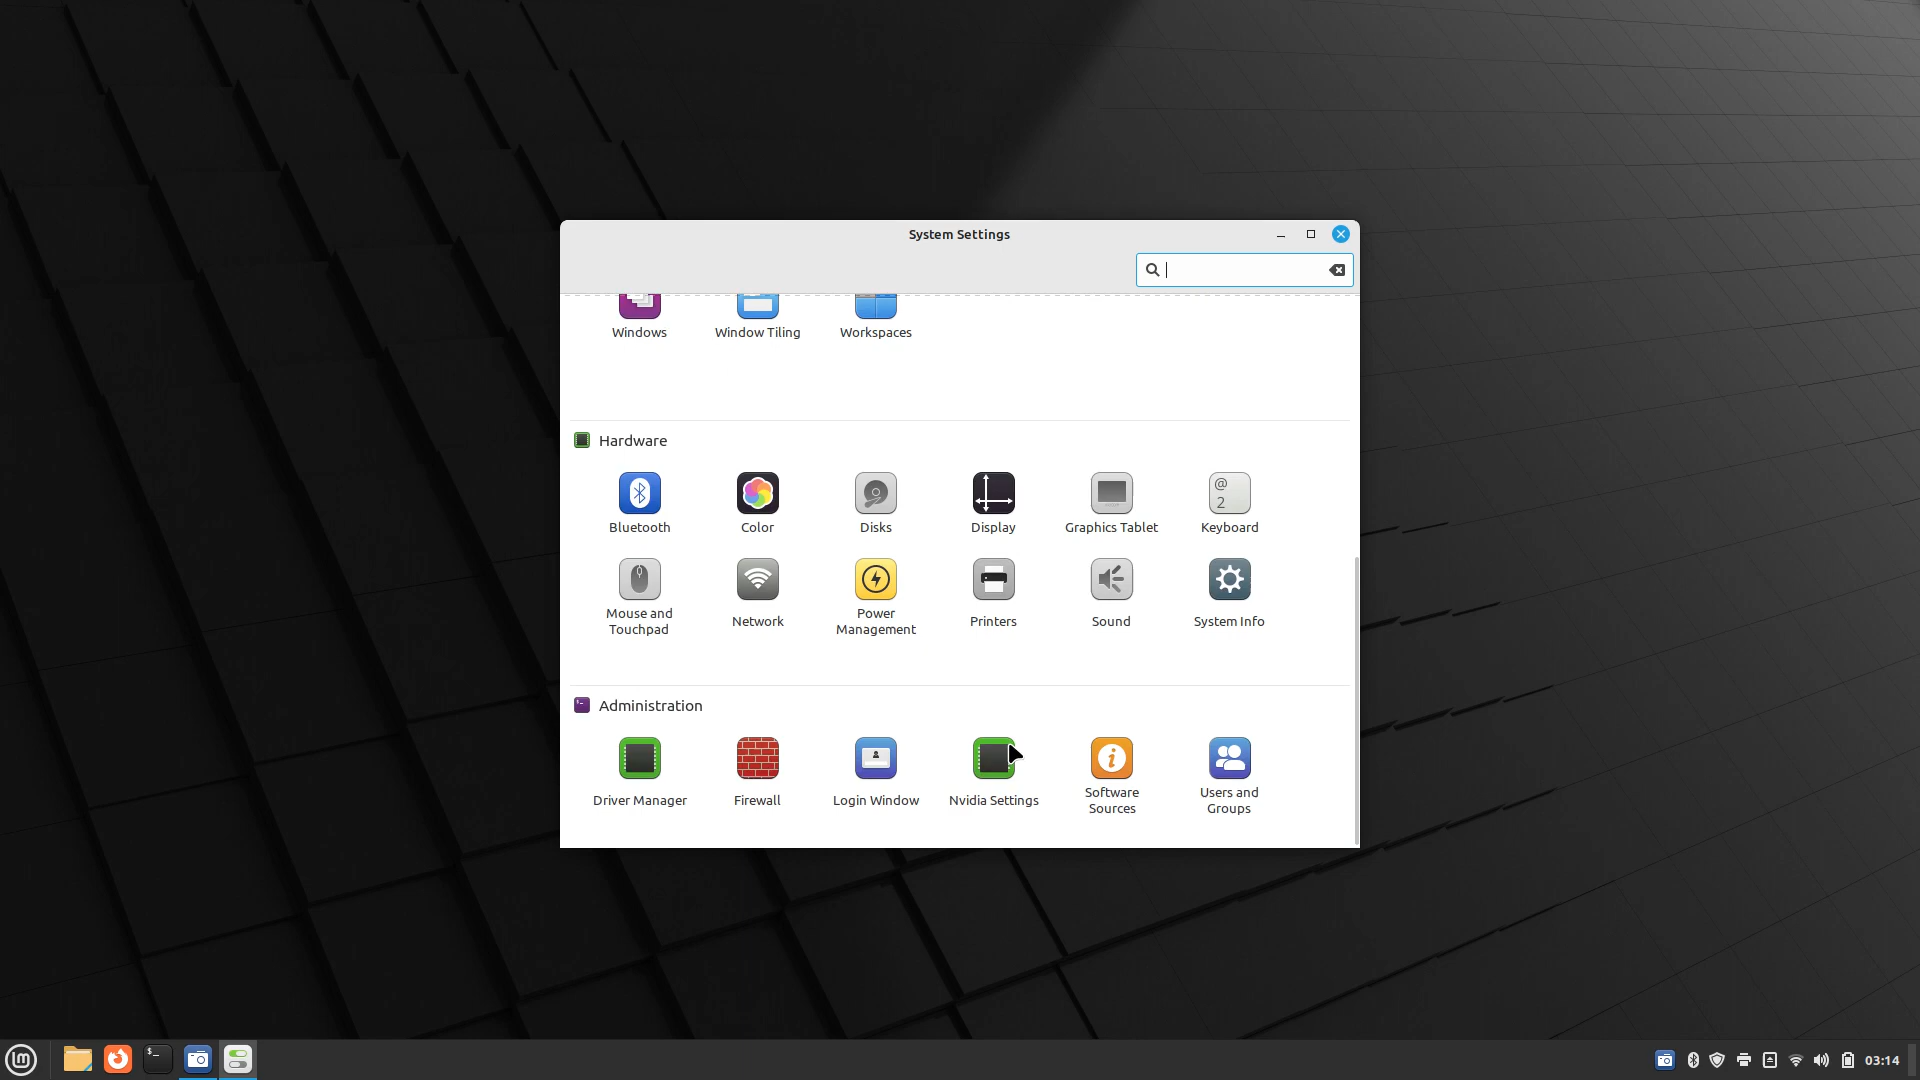 System Settings
Windows
Window Tiling
Workspaces
Hardware
@
2
Bluetooth
Color
Disks
Display
Graphics Tablet
Keyboard
Mouse and
Touchpad
Network
Power
Management
Printers
Sound
System Info
Administration
Driver Manager
Firewall
Login Window
Nvidia Settings
Software
Sources
Users and
Groups
$_
03:14